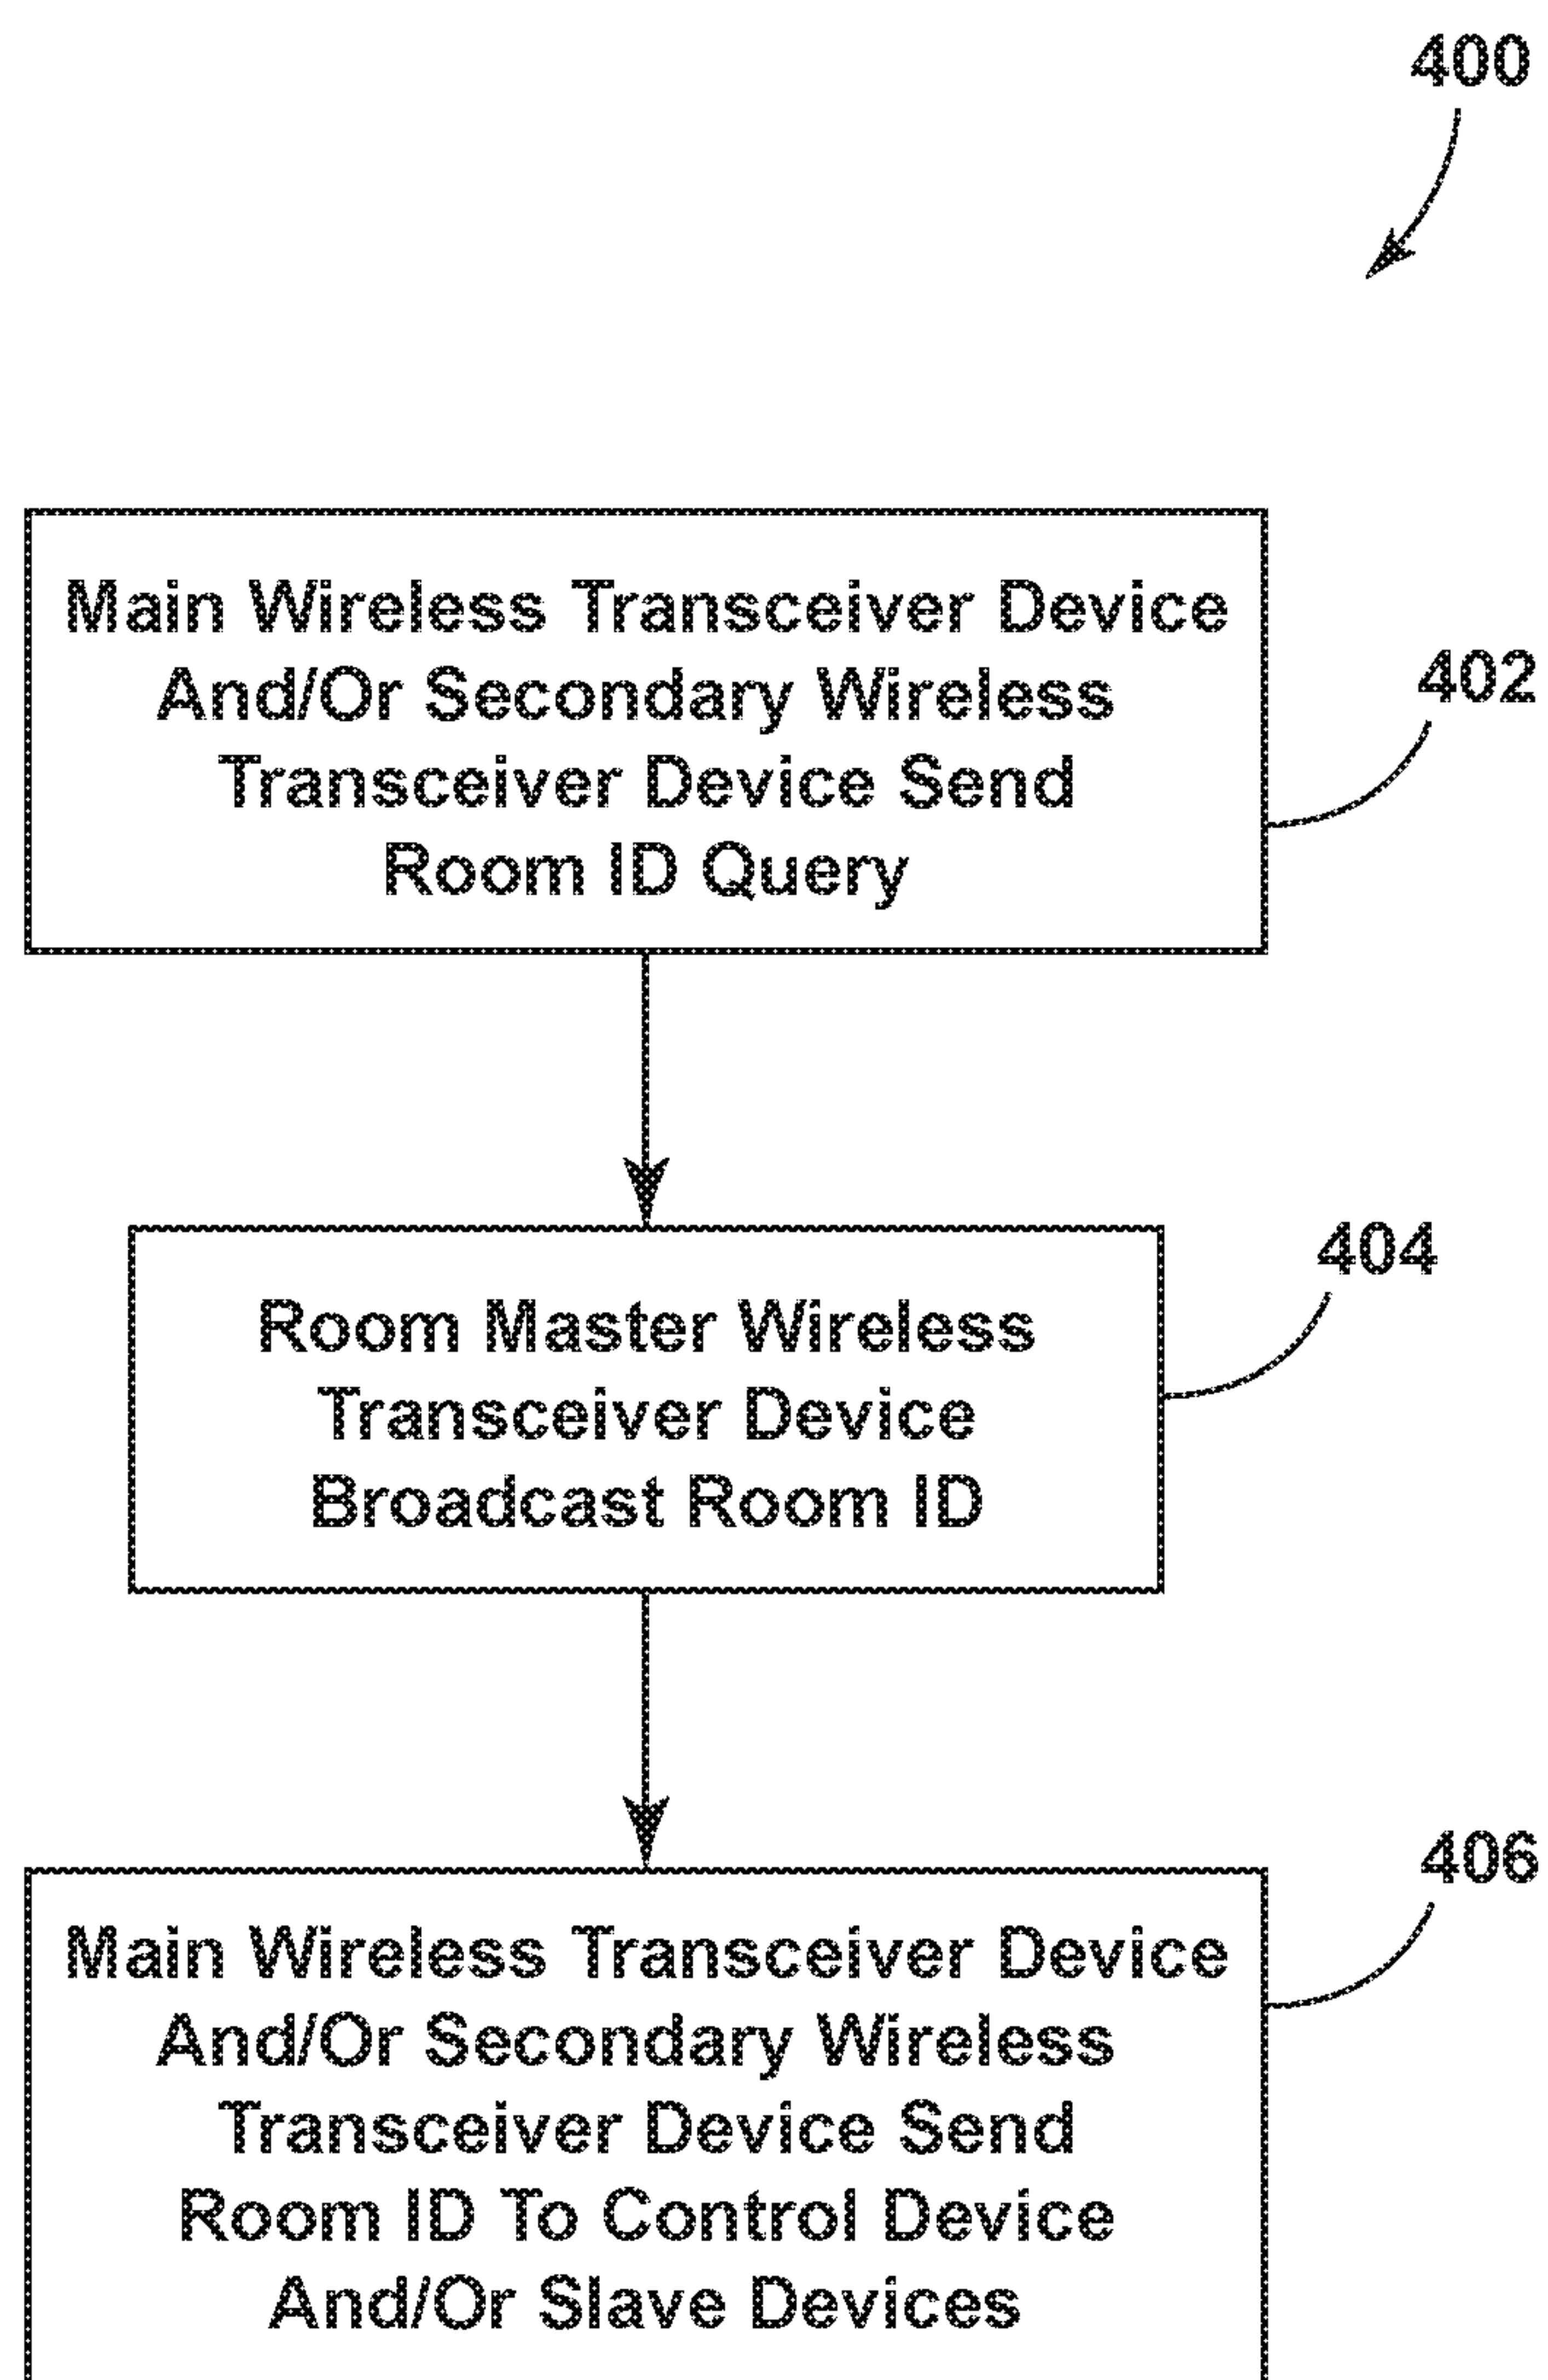 400
Main Wireless Transceiver Device
And/Or Secondary Wireless
Transceiver Device Send
Room ID Query
402
Room Master Wireless
Transceiver Device
Broadcast Room ID
404
Main Wireless Transceiver Device
And/Or Secondary Wireless
Transceiver Device Send
Room ID To Control Device
And/Or Slave Devices
406